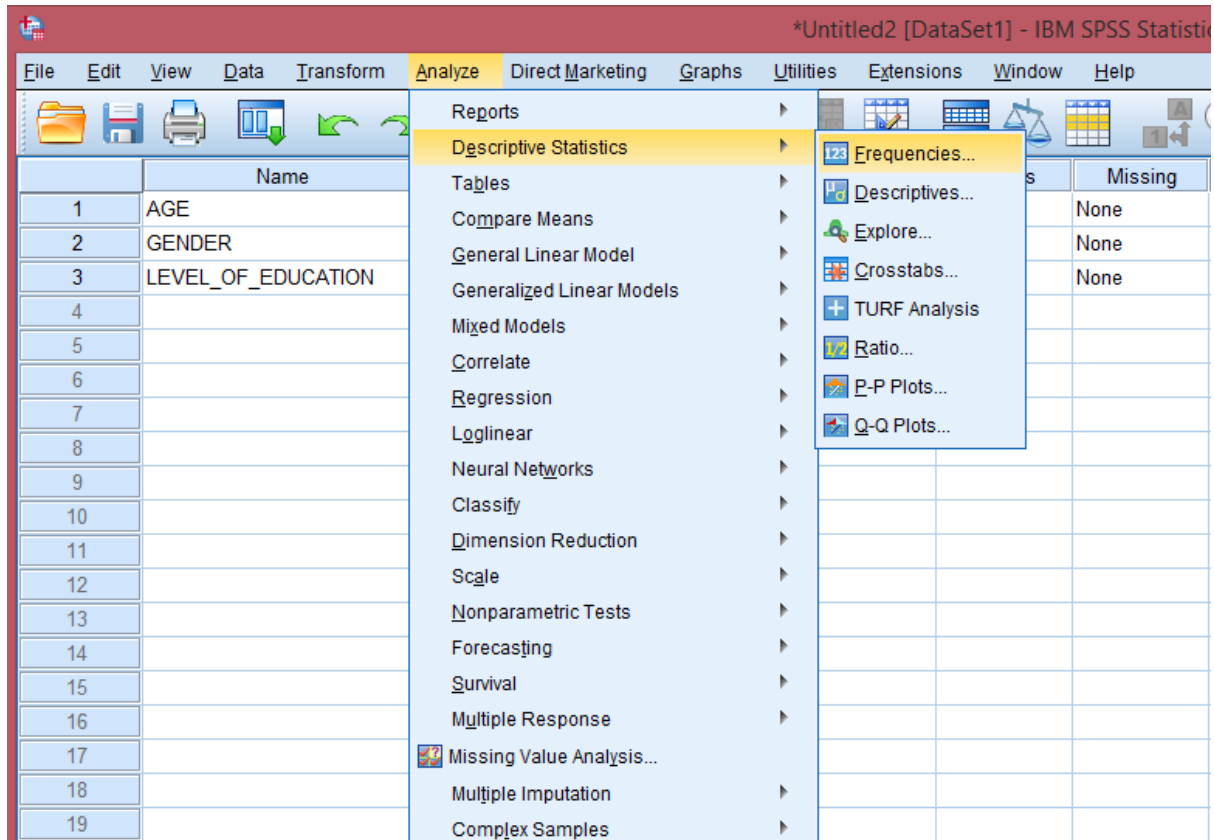 *Untitled2 [DataSet1] - IBM SPSS
File Edit View Data Transform Analyze Direct Marketing Graphs Utilities Extensions Window Help
Name
Missing
1 AGE None
2 GENDER None
3 LEVEL_OF_EDUCATION None
4
5
6
7
8
9
10
11
12
13
14
15
16
17
18
19
Reports
Descriptive Statistics
Tables
Compare Means
General Linear Model
Generalized Linear Models
Mixed Models
Correlate
Regression
Loglinear
Neural Networks
Classify
Dimension Reduction
Scale
Nonparametric Tests
Forecasting
Survival
Multiple Response
Missing Value Analysis...
Multiple Imputation
Complex Samples
123 Frequencies...
Descriptives...
Explore...
Crosstabs...
TURF Analysis
1/2 Ratio...
P-P Plots...
Q-Q Plots...